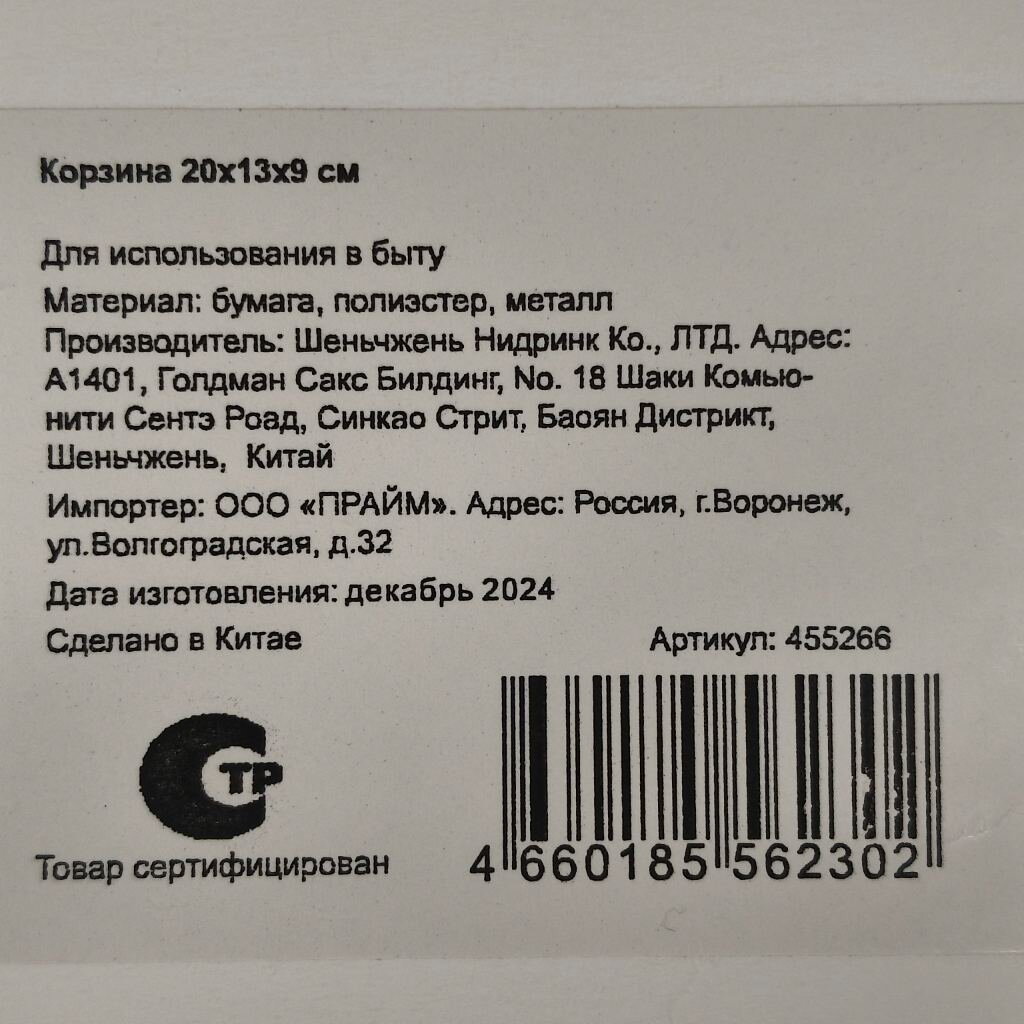 Корзина 20х13х9 см
Для использования в быту
Материал: бумага, полиэстер, металл
Производитель: Шеньчжень Нидринк Ко., ЛТД. Адрес:
А1401, Голдман Сакс Билдинг, No. 18 Шаки Комью-
нити Сентэ Роад, Синкао Стрит, Баоян Дистрикт,
Шеньчжень, Китай
Импортер: ООО «ПРАЙМ». Адрес: Россия, г.Воронеж,
ул.Волгоградская, д.32
Дата изготовления: декабрь 2024
Сделано в Китае
Артикул: 455266
ТР
Товар сертифицирован
4 660185 562302